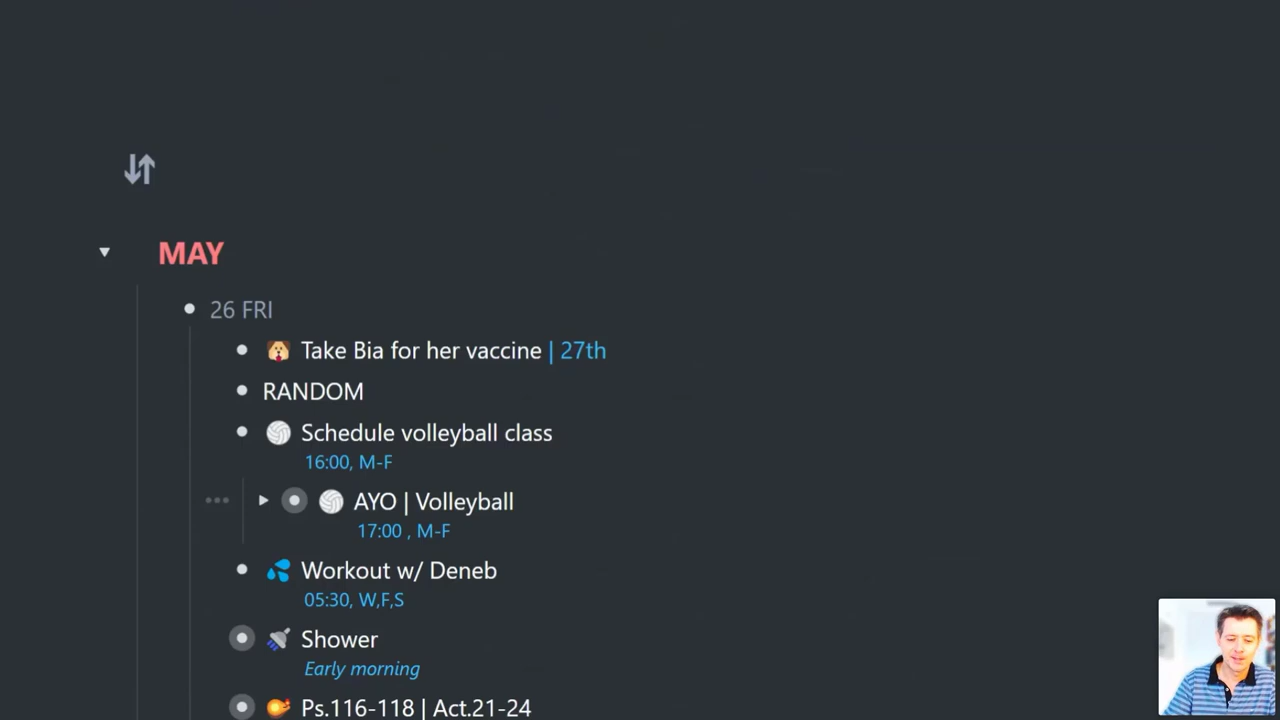 MAY
26 FRI
Take Bia for her vaccine | 27th
RANDOM
Schedule volleyball class
16:00, M-F
AYO | Volleyball
17:00 , M-F
Workout w/ Deneb
05:30, W,F,S
Shower
Early morning
Ps.116-118 | Act.21-24